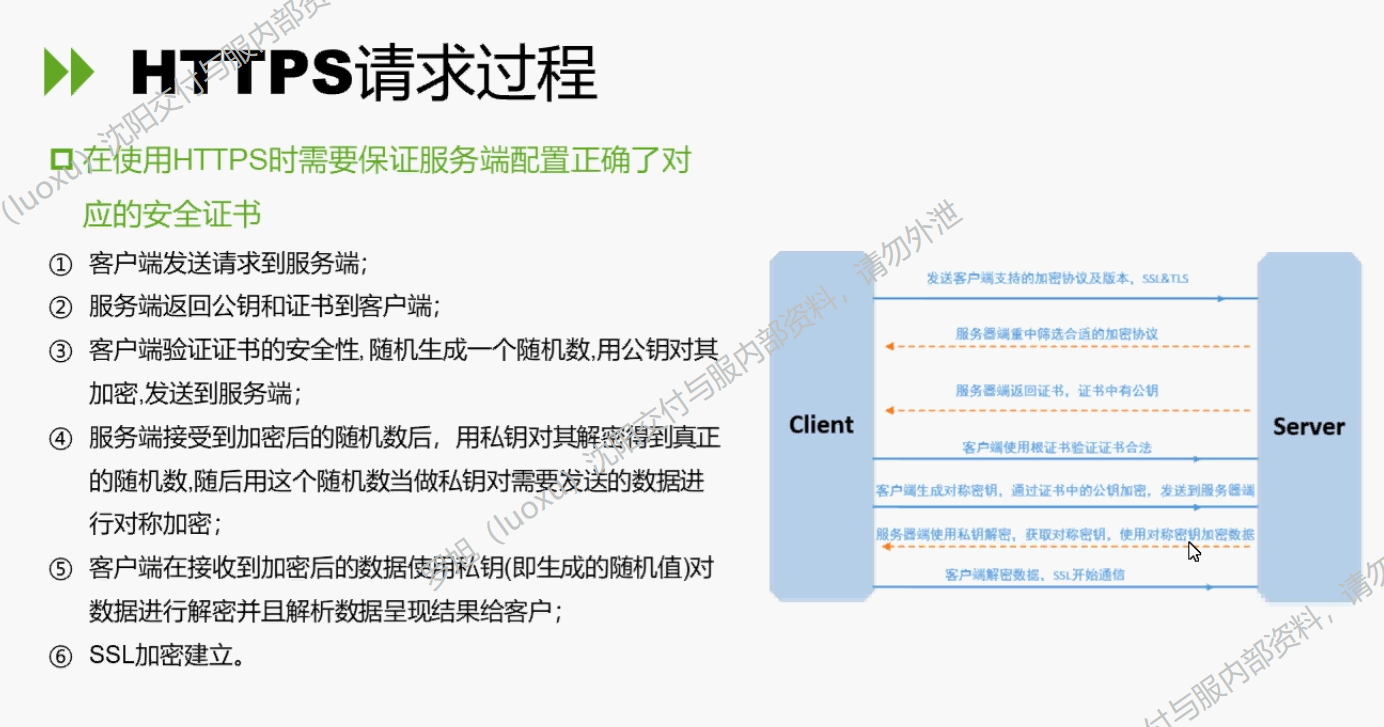 HTTPS请求过程
在使用HTTPS时需要保证服务端配置正确了对
应的安全证书
① 客户端发送请求到服务端;
② 服务端返回公钥和证书到客户端;
③ 客户端验证证书的安全性, 随机生成一个随机数,用公钥对其
加密,发送到服务端;
④ 服务端接受到加密后的随机数后，用私钥对其解密得到真正
的随机数,随后用这个随机数当做私钥对需要发送的数据进
行对称加密;
⑤ 客户端在接收到加密后的数据使用私钥(即生成的随机值)对
数据进行解密并且解析数据呈现结果给客户;
⑥ SSL加密建立。
Client
发送客户端支持的加密协议及版本，SSL&TLS
服务器端重中筛选合适的加密协议
服务器端返回证书，证书中有公钥
客户端使用根证书验证证书合法
客户端生成对称密钥，通过证书中的公钥加密，发送到服务器端
服务器端使用私钥解密，获取对称密钥，使用对称密钥加密数据
客户端解密数据，SSL开始通信
Server
(luoxu)，沈阳交付与服内部资
罗旭（luoxu），沈阳交付与服内部资料，请勿外泄
付与服内部资料，请勿